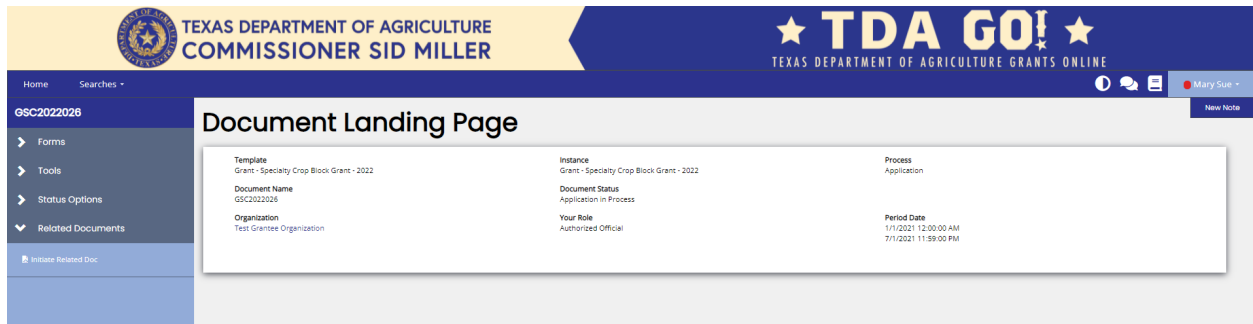 TEXAS DEPARTMENT OF AGRICULTURE
COMMISSIONER SID MILLER
TDA GO!
TEXAS DEPARTMENT OF AGRICULTURE GRANTS ONLINE
Home Searches
Mary Sue
New Note
GSC2022026
Forms
Tools
Status Options
Related Documents
Initiate Related Doc
Document Landing Page
Template
Grant - Specialty Crop Block Grant - 2022
Instance
Grant - Specialty Crop Block Grant - 2022
Process
Application
Document Name
GSC2022026
Document Status
Application in Process
Organization
Test Grantee Organization
Your Role
Authorized Official
Period Date
1/1/2021 12:00:00 AM
7/1/2021 11:59:00 PM